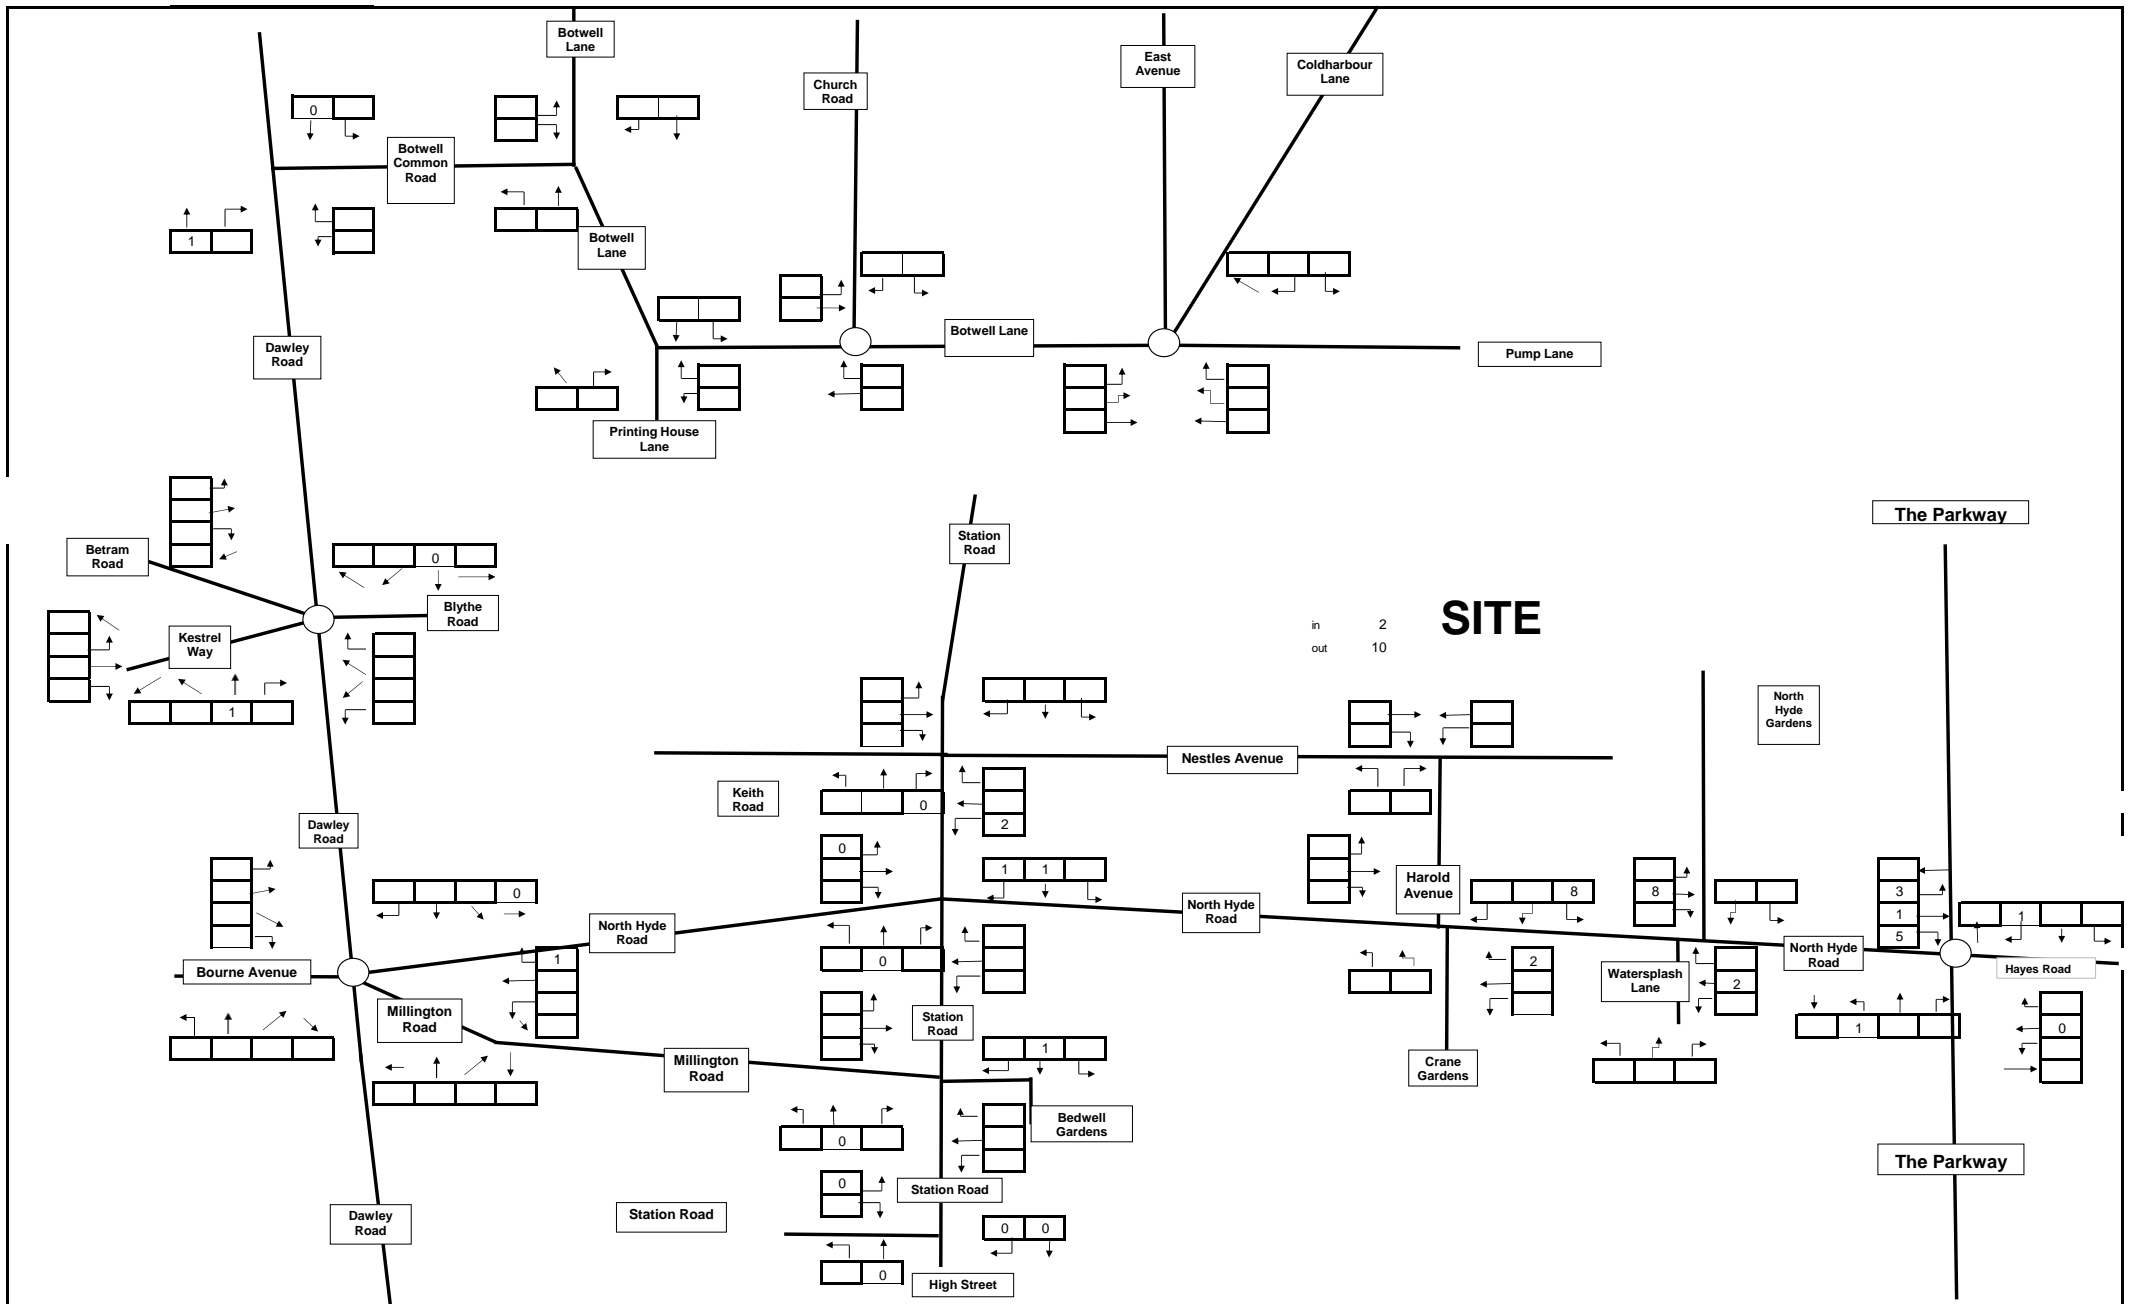 Botwell
Lane
East
Avenue
Coldharbour
Lane
Church
Road
0
Botwell
Common
Road
1
Botwell
Lane
Botwell Lane
Dawley
Road
Pump Lane
Printing House
Lane
The Parkway
Station
Road
Betram
Road
0
Blythe
Road
SITE
in 2
out 10
Kestrel
Way
1
North
Hyde
Gardens
Nestles Avenue
Keith
Road
0
2
Dawley
Road
0
1 1
Harold
Avenue
8
8
3
1
5
1
0
North Hyde
Road
North Hyde
Road
North Hyde
Road
Bourne Avenue
1
0
2
Watersplash
Lane
2
Hayes Road
Millington
Road
Station
Road
1
0
Millington
Road
1
Crane
Gardens
Bedwell
Gardens
0
The Parkway
0
Station Road
Station Road
Dawley
Road
0 0
0
High Street